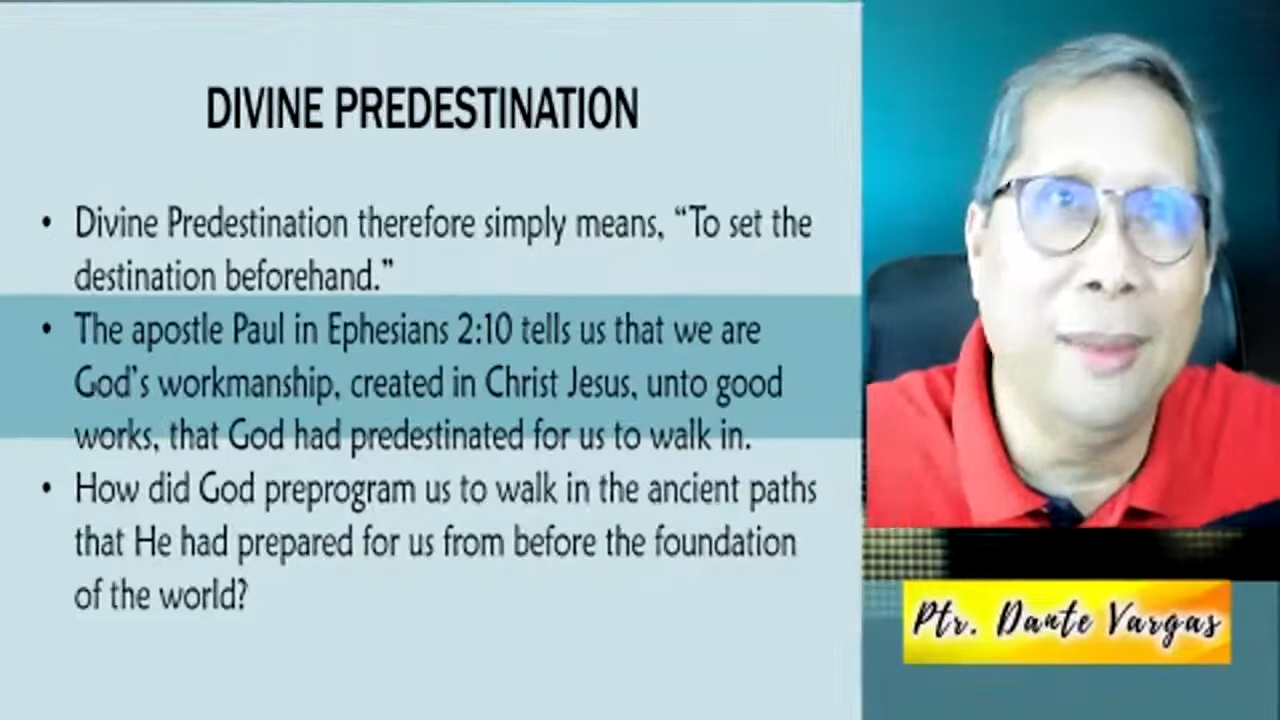 DIVINE PREDESTINATION
• Divine Predestination therefore simply means, “To set the
destination beforehand.”
• The apostle Paul in Ephesians 2:10 tells us that we are
God’s workmanship, created in Christ Jesus, unto good
works, that God had predestinated for us to walk in.
• How did God preprogram us to walk in the ancient paths
that He had prepared for us from before the foundation
of the world?
Ptr. Dante Vargas